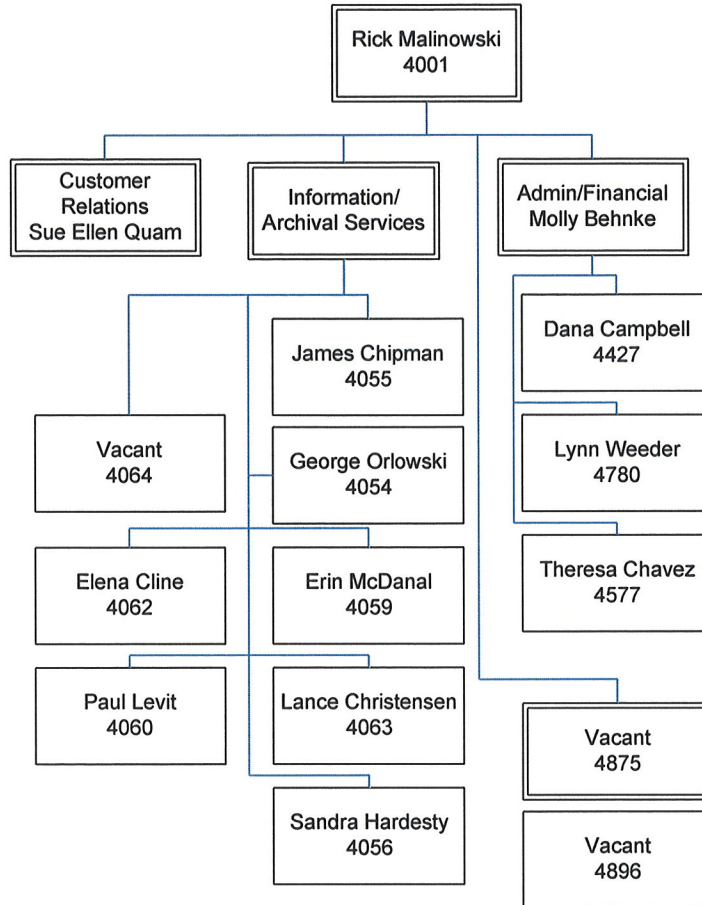 Rick Malinowski
4001
Customer
Relations
Sue Ellen Quam
Information/
Archival Services
Admin/Financial
Molly Behnke
James Chipman
4055
Dana Campbell
4427
Vacant
4064
George Orlowski
4054
Lynn Weeder
4780
Elena Cline
4062
Erin McDanal
4059
Theresa Chavez
4577
Paul Levit
4060
Lance Christensen
4063
Vacant
4875
Sandra Hardesty
4056
Vacant
4896